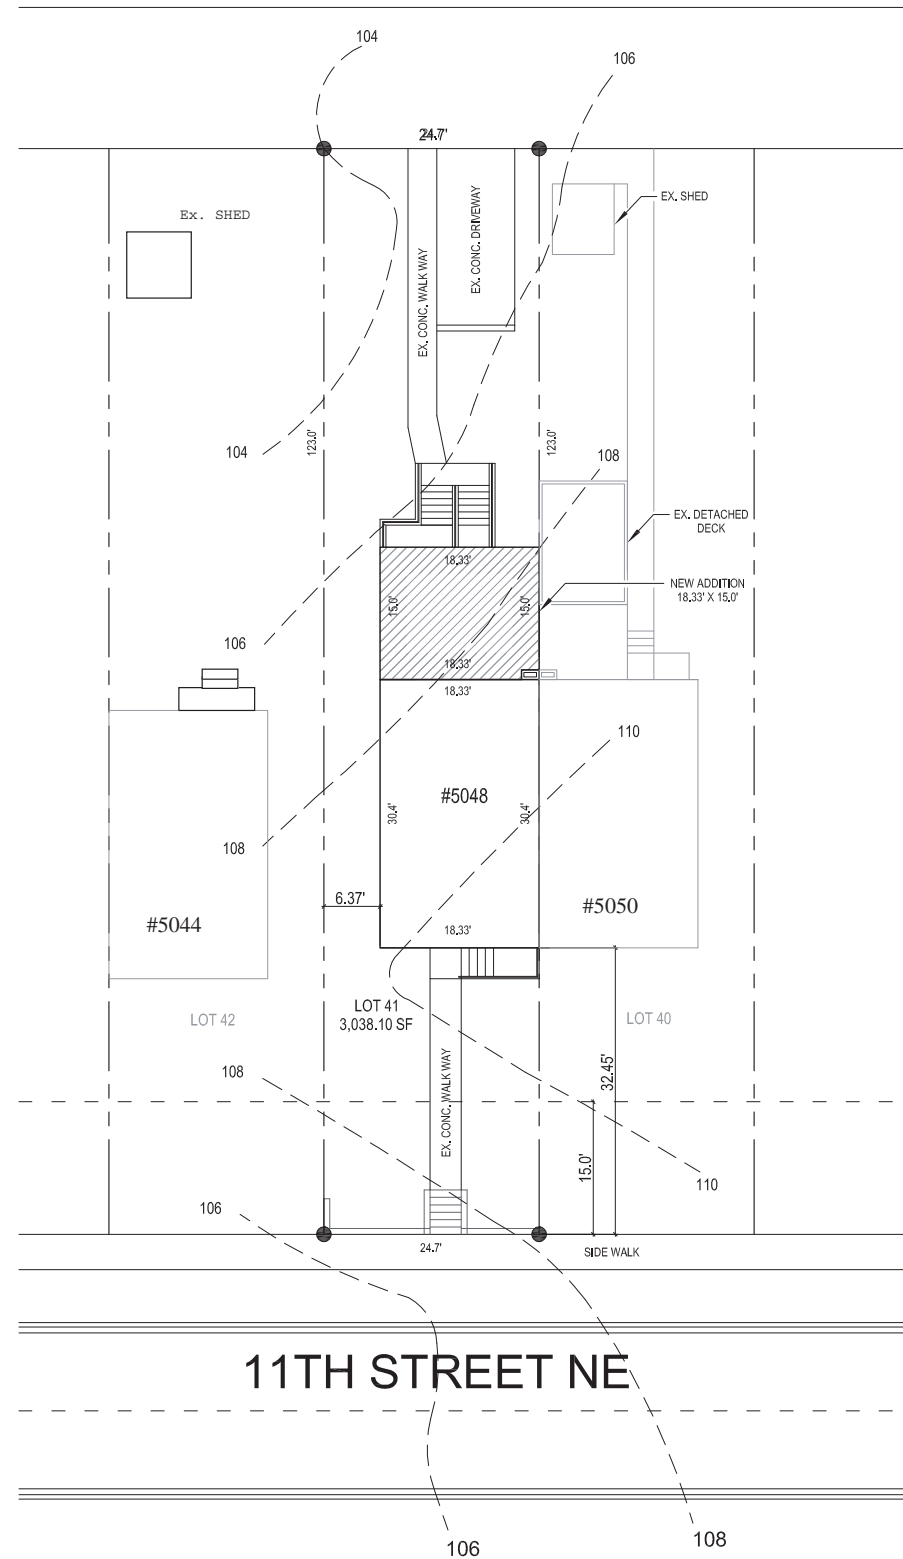 104
106
24.7'
Ex. SHED
EX. SHED
EX. CONC. DRIVEWAY
EX. CONC. WALK WAY
104
123.0'
123.0'
108
EX. DETACHED
DECK
18.33'
NEW ADDITION
18.33' X 15.0'
15.0'
15.0'
106
18.33'
18.33'
110
#5048
30.4'
30.4'
108
6.37'
#5044
#5050
18.33'
LOT 42
LOT 41
3,038.10 SF
LOT 40
108
EX. CONC. WALK WAY
32.45'
15.0'
110
106
24.7'
SIDE WALK
11TH STREET NE
106
108